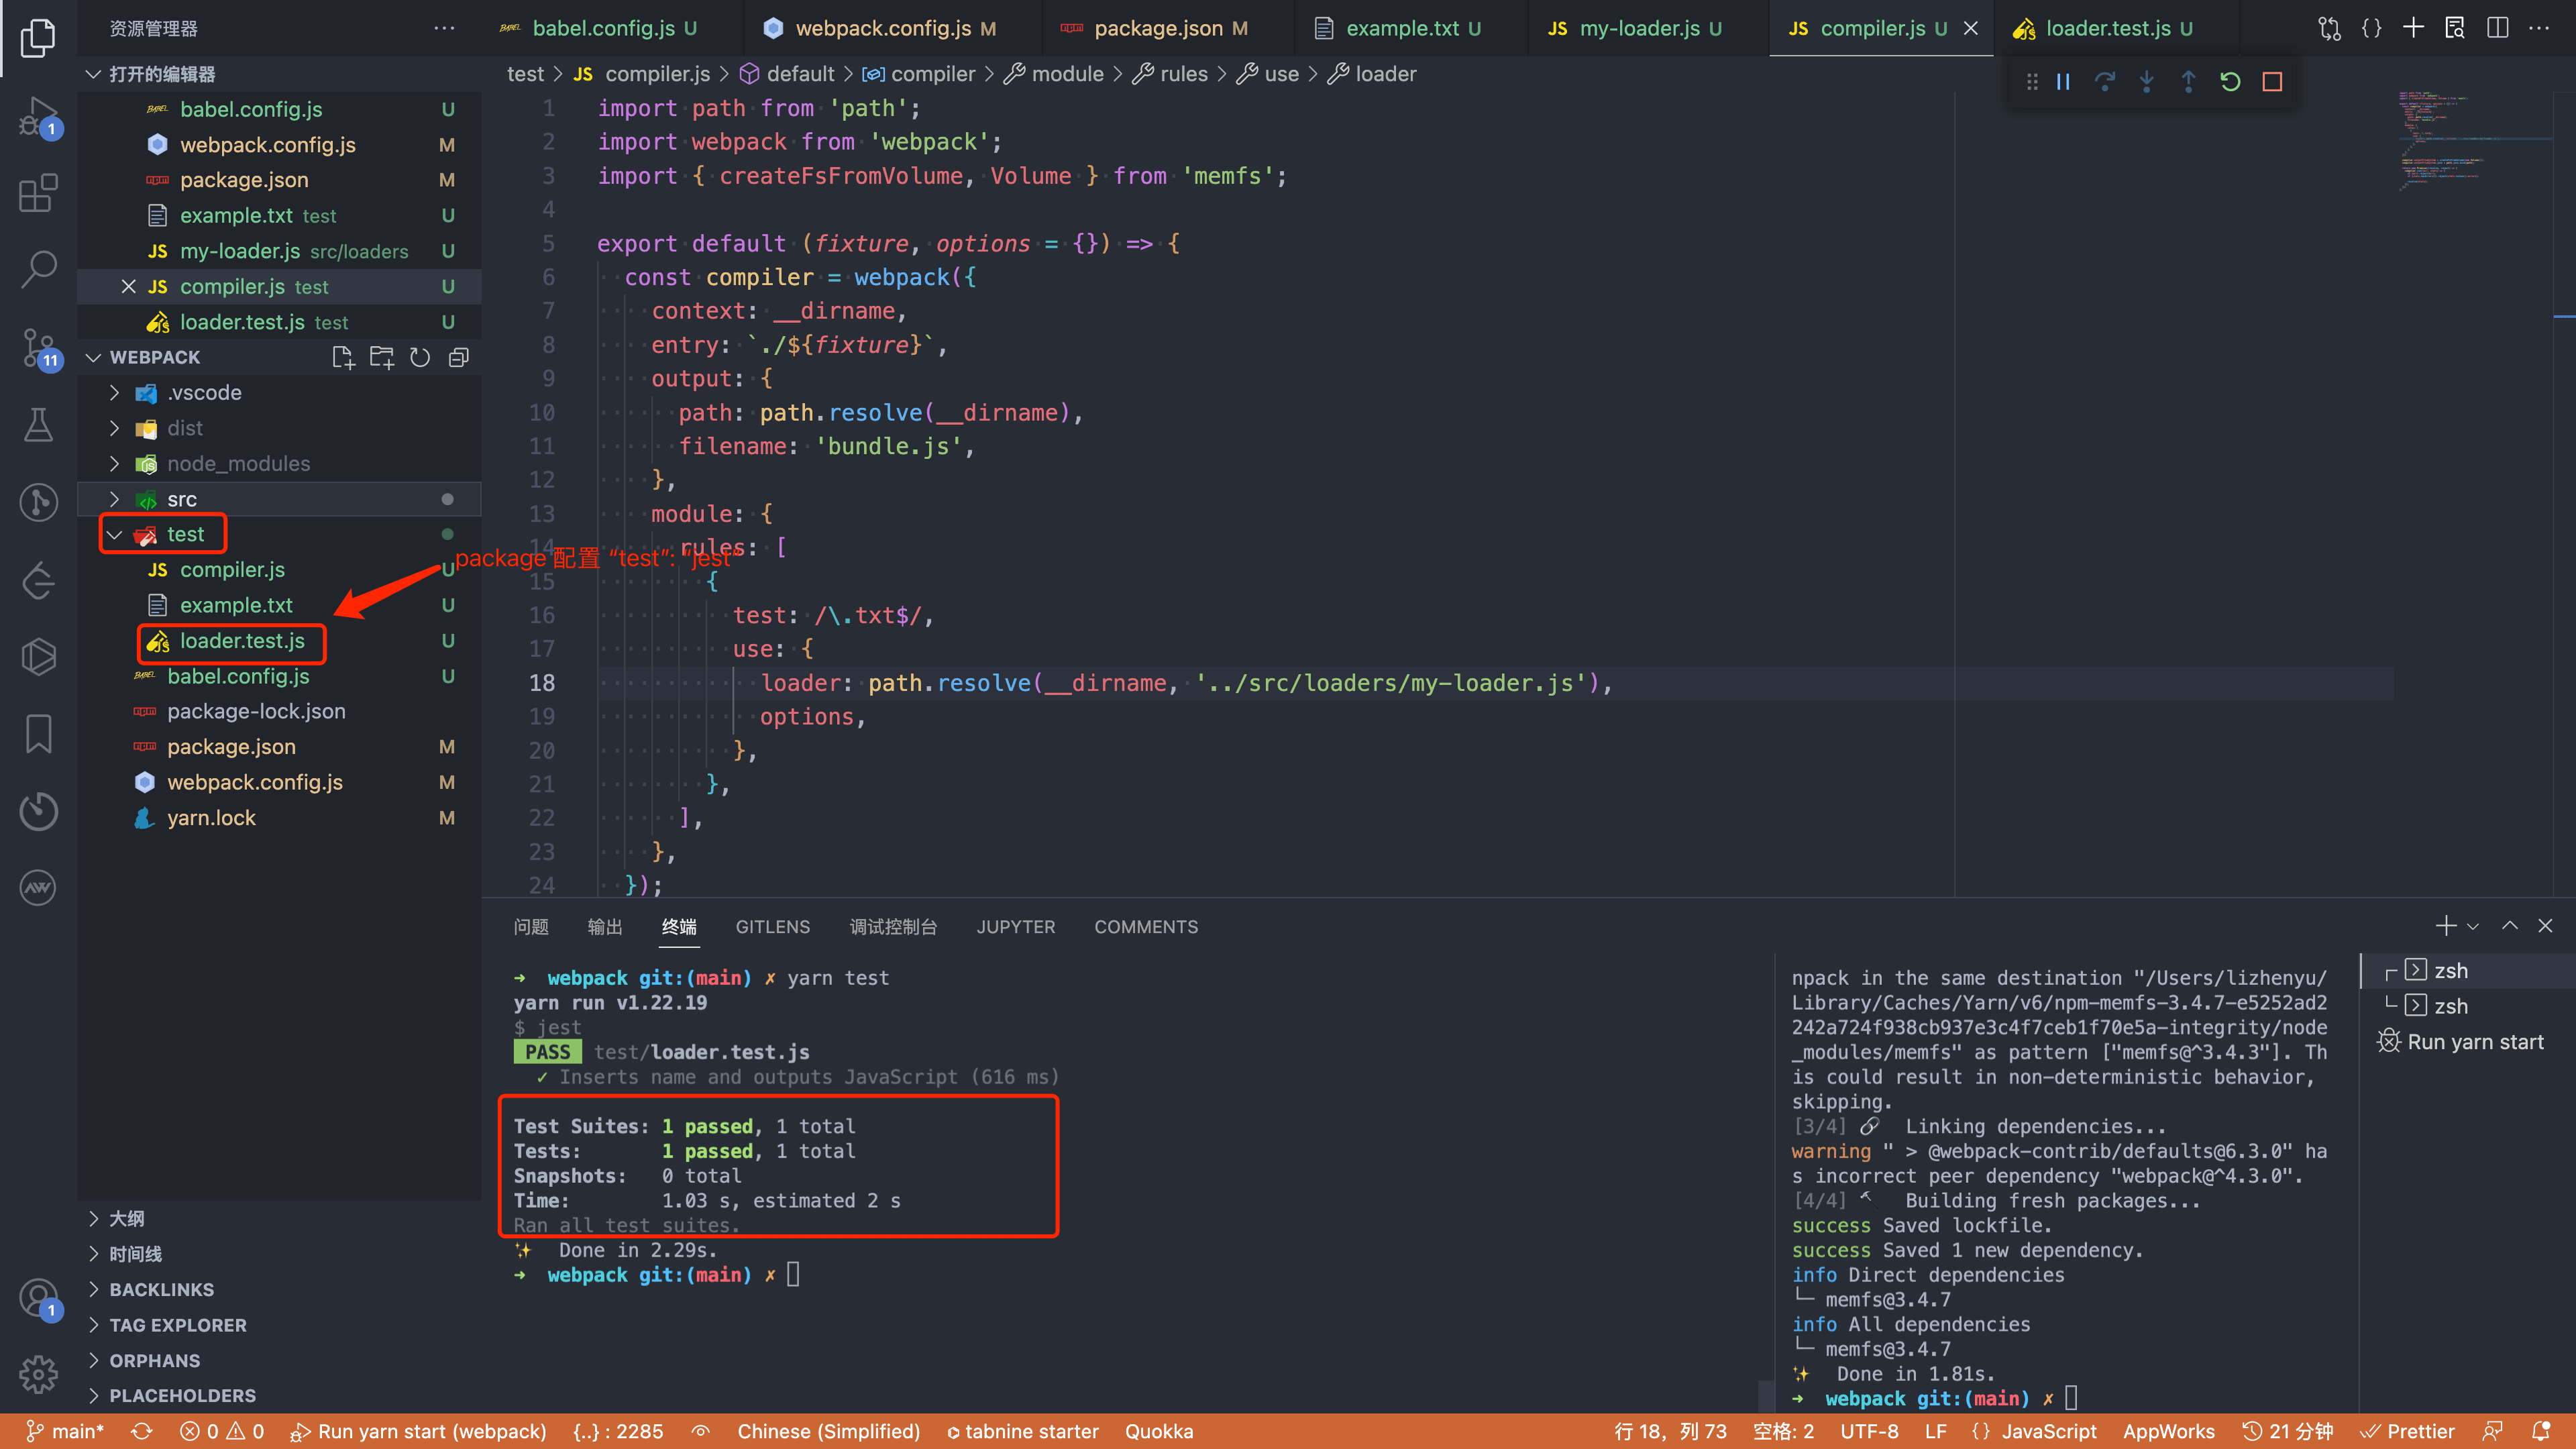 资源管理器
babel.config.js U
webpack.config.js M
package.json M
example.txt U
my-loader.js U
compiler.js U
loader.test.js U
打开的编辑器
babel.config.js U
webpack.config.js M
package.json M
example.txt test U
my-loader.js src/loaders U
compiler.js test U
loader.test.js test U
WEBPACK
.vscode
dist
node_modules
src
test
compiler.js U
example.txt U
loader.test.js U
babel.config.js U
package-lock.json
package.json M
webpack.config.js M
yarn.lock M
大纲
时间线
BACKLINKS
TAG EXPLORER
ORPHANS
PLACEHOLDERS
1
11
1
test > JS compiler.js > default > compiler > module > rules > use > loader
1 import path from 'path';
2 import webpack from 'webpack';
3 import { createFsFromVolume, Volume } from 'memfs';
4
5 export default (fixture, options = {}) => {
6 const compiler = webpack({
7 context: __dirname,
8 entry: `./${fixture}`,
9 output: {
10 path: path.resolve(__dirname),
11 filename: 'bundle.js',
12 },
13 module: {
14 rules: [
package 配置 “test”: “jest”
15 {
16 test: /\.txt$/,
17 use: {
18 loader: path.resolve(__dirname, '../src/loaders/my-loader.js'),
19 options,
20 },
21 },
22 ],
23 },
24 });
问题 输出 终端 GITLENS 调试控制台 JUPYTER COMMENTS
➜ webpack git:(main) ✗ yarn test
yarn run v1.22.19
$ jest
PASS test/loader.test.js
✓ Inserts name and outputs JavaScript (616 ms)
Test Suites: 1 passed, 1 total
Tests: 1 passed, 1 total
Snapshots: 0 total
Time: 1.03 s, estimated 2 s
Ran all test suites.
✨ Done in 2.29s.
➜ webpack git:(main) ✗
npack in the same destination "/Users/lizhenyu/
Library/Caches/Yarn/v6/npm-memfs-3.4.7-e5252ad2
242a724f938cb937e3c4f7ceb1f70e5a-integrity/node
_modules/memfs" as pattern ["memfs@^3.4.3"]. Th
is could result in non-deterministic behavior,
skipping.
[3/4] 🔗 Linking dependencies...
warning " > @webpack-contrib/defaults@6.3.0" ha
s incorrect peer dependency "webpack@^4.3.0".
[4/4] 🔨 Building fresh packages...
success Saved lockfile.
success Saved 1 new dependency.
info Direct dependencies
└─ memfs@3.4.7
info All dependencies
└─ memfs@3.4.7
✨ Done in 1.81s.
➜ webpack git:(main) ✗
zsh
zsh
Run yarn start
main* 0 0 Run yarn start (webpack) {..} : 2285 Chinese (Simplified) tabnine starter Quokka 行 18，列 73 空格: 2 UTF-8 LF {} JavaScript AppWorks 21 分钟 Prettier